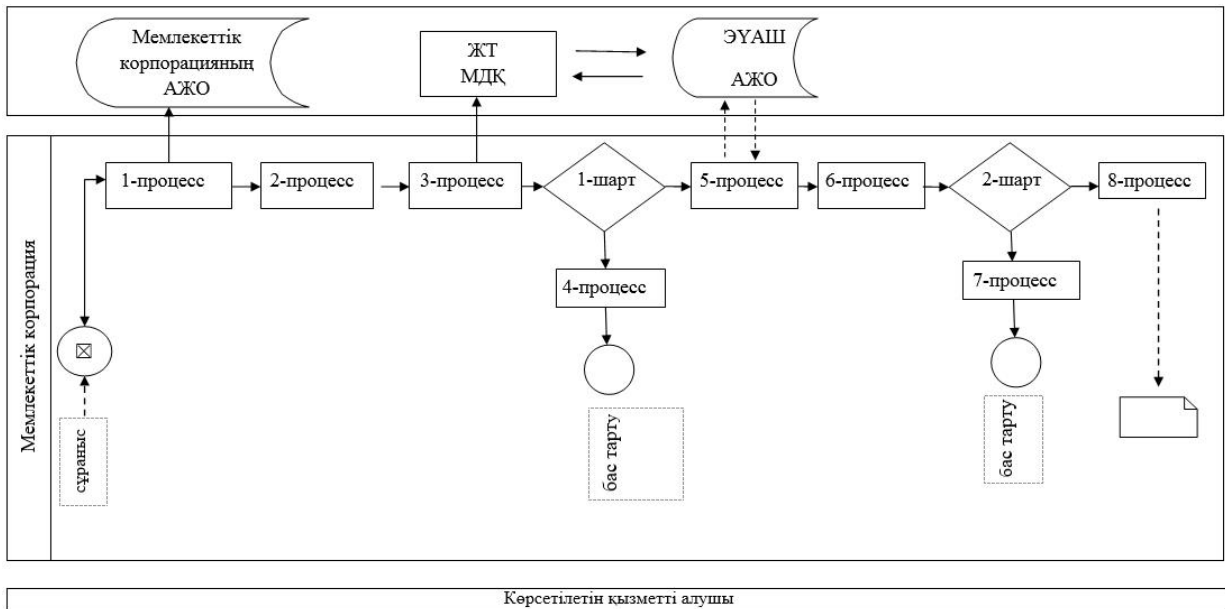 Мемлекеттік
корпорацияның
АЖО
ЖТ
МДҚ
ЭҮАШ
АЖО
Мемлекеттік корпорация
1-процесс
2-процесс
3-процесс
1-шарт
5-процесс
6-процесс
2-шарт
8-процесс
4-процесс
7-процесс
сұраныс
бас тарту
бас тарту
Көрсетілетін қызметті алушы